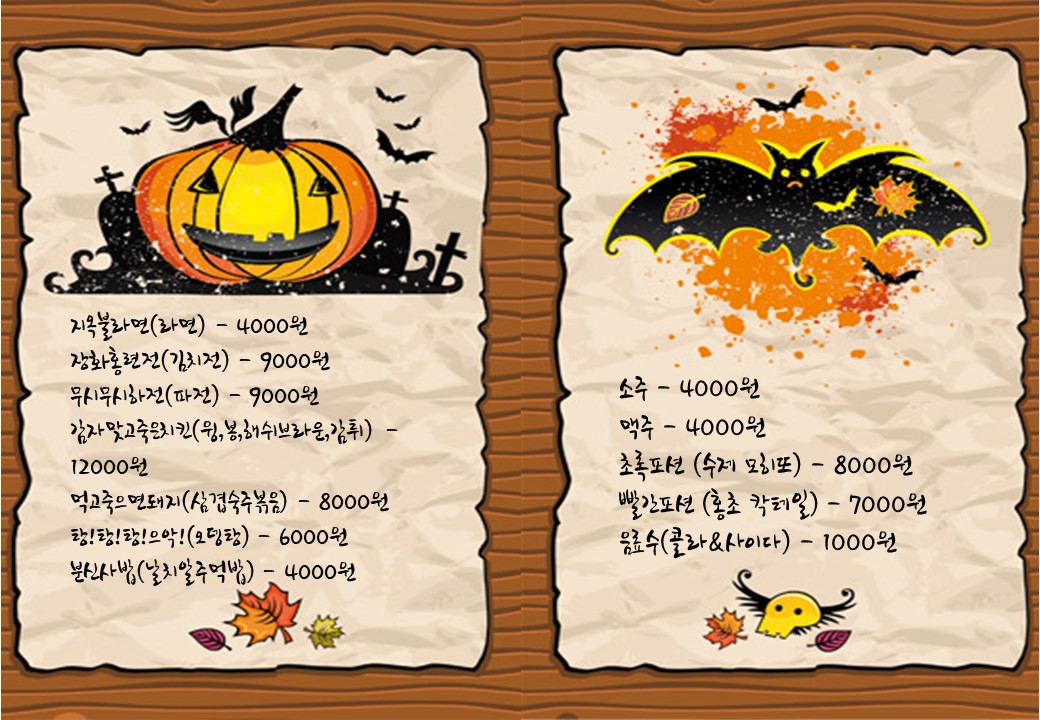 지옥불라면(라면) - 4000원
장화홍련전(김치전) - 9000원
무시무시하전(파전) - 9000원
감자맞고죽은치킨(윙,봉,해쉬브라운,감튀) -
12000원
먹고죽으면돼지(삼겹숙주볶음) - 8000원
탕!탕!탕!으악!(오뎅탕) - 6000원
분신사밥(날치알주먹밥) - 4000원
소주 - 4000원
맥주 - 4000원
초록포션 (수제 모히또) - 8000원
빨간포션 (홍초 칵테일) - 7000원
음료수(콜라&사이다) - 1000원